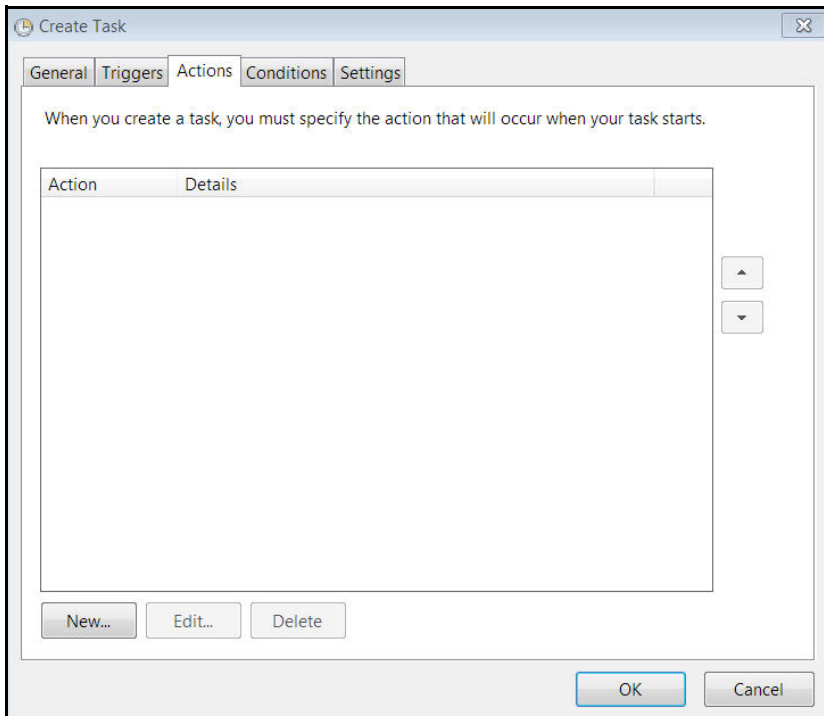 Create Task
General Triggers Actions Conditions Settings
When you create a task, you must specify the action that will occur when your task starts.
Action Details
New... Edit... Delete
OK Cancel